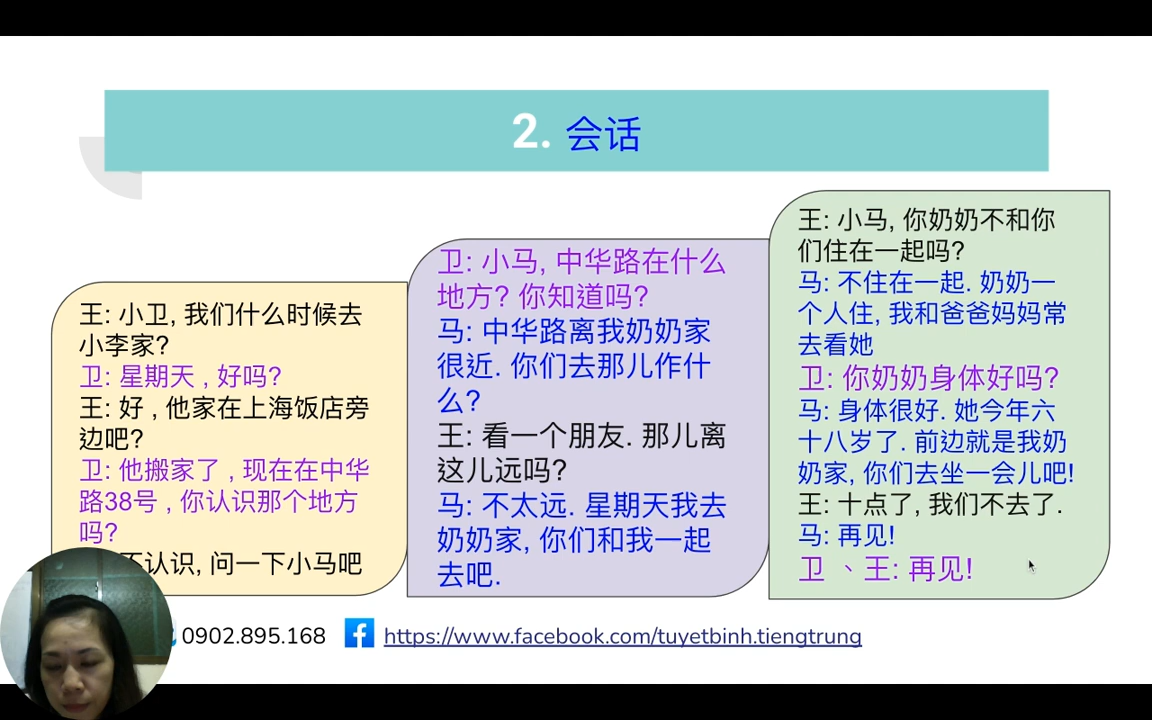 2. 会话
王: 小卫, 我们什么时候去
小李家?
卫: 星期天 , 好吗?
王: 好 , 他家在上海饭店旁
边吧?
卫: 他搬家了 , 现在在中华
路38号 , 你认识那个地方
吗?
不认识, 问一下小马吧
卫: 小马, 中华路在什么
地方? 你知道吗?
马: 中华路离我奶奶家
很近. 你们去那儿作什
么?
王: 看一个朋友. 那儿离
这儿远吗?
马: 不太远. 星期天我去
奶奶家, 你们和我一起
去吧.
王: 小马, 你奶奶不和你
们住在一起吗?
马: 不住在一起. 奶奶一
个人住, 我和爸爸妈妈常
去看她
卫: 你奶奶身体好吗?
马: 身体很好. 她今年六
十八岁了. 前边就是我奶
奶家, 你们去坐一会儿吧!
王: 十点了, 我们不去了.
马: 再见!
卫 、王: 再见!
0902.895.168
https://www.facebook.com/tuyetbinh.tiengtrung